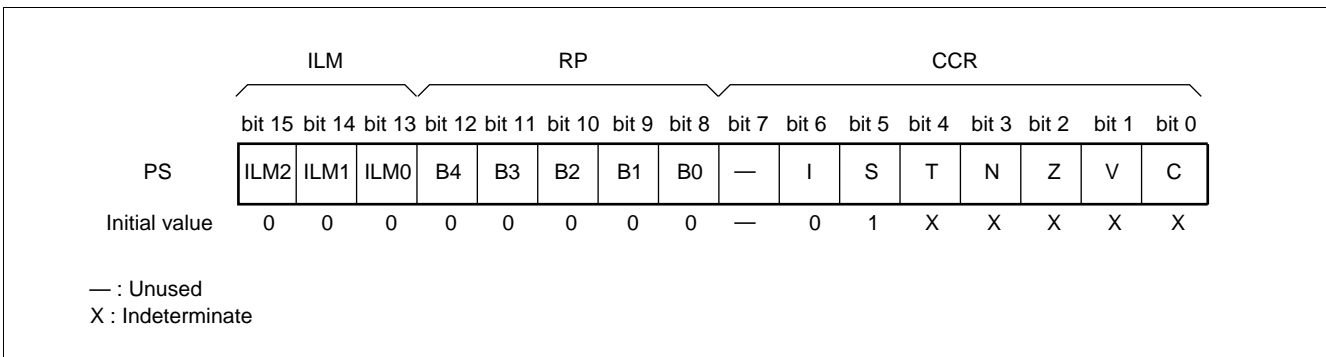 ILM RP CCR
bit 15 bit 14 bit 13 bit 12 bit 11 bit 10 bit 9 bit 8 bit 7 bit 6 bit 5 bit 4 bit 3 bit 2 bit 1 bit 0
PS ILM2 ILM1 ILM0 B4 B3 B2 B1 B0 — I S T N Z V C
Initial value 0 0 0 0 0 0 0 0 — 0 1 X X X X X
— : Unused
X : Indeterminate